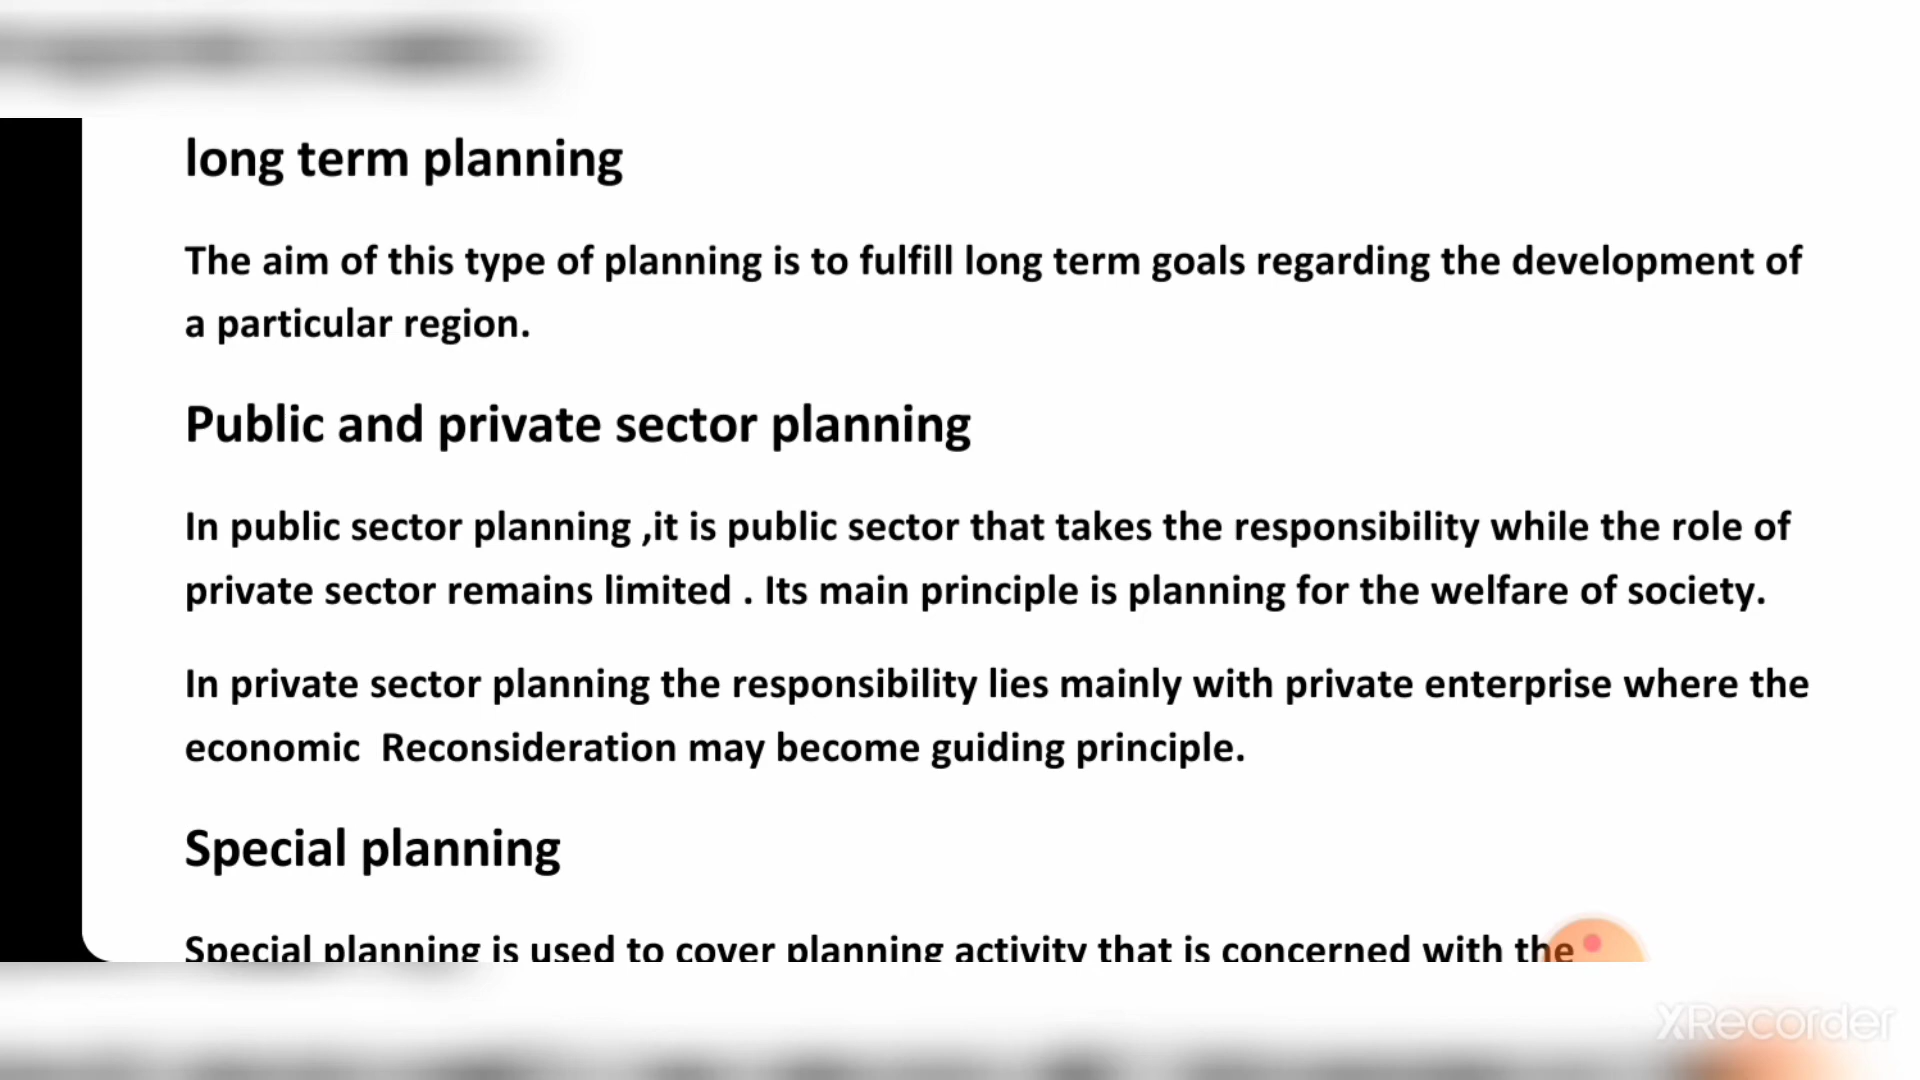 long term planning
The aim of this type of planning is to fulfill long term goals regarding the development of
a particular region.
Public and private sector planning
In public sector planning ,it is public sector that takes the responsibility while the role of
private sector remains limited . Its main principle is planning for the welfare of society.
In private sector planning the responsibility lies mainly with private enterprise where the
economic  Reconsideration may become guiding principle.
Special planning
Special planning is used to cover planning activity that is concerned with the
XRecorder